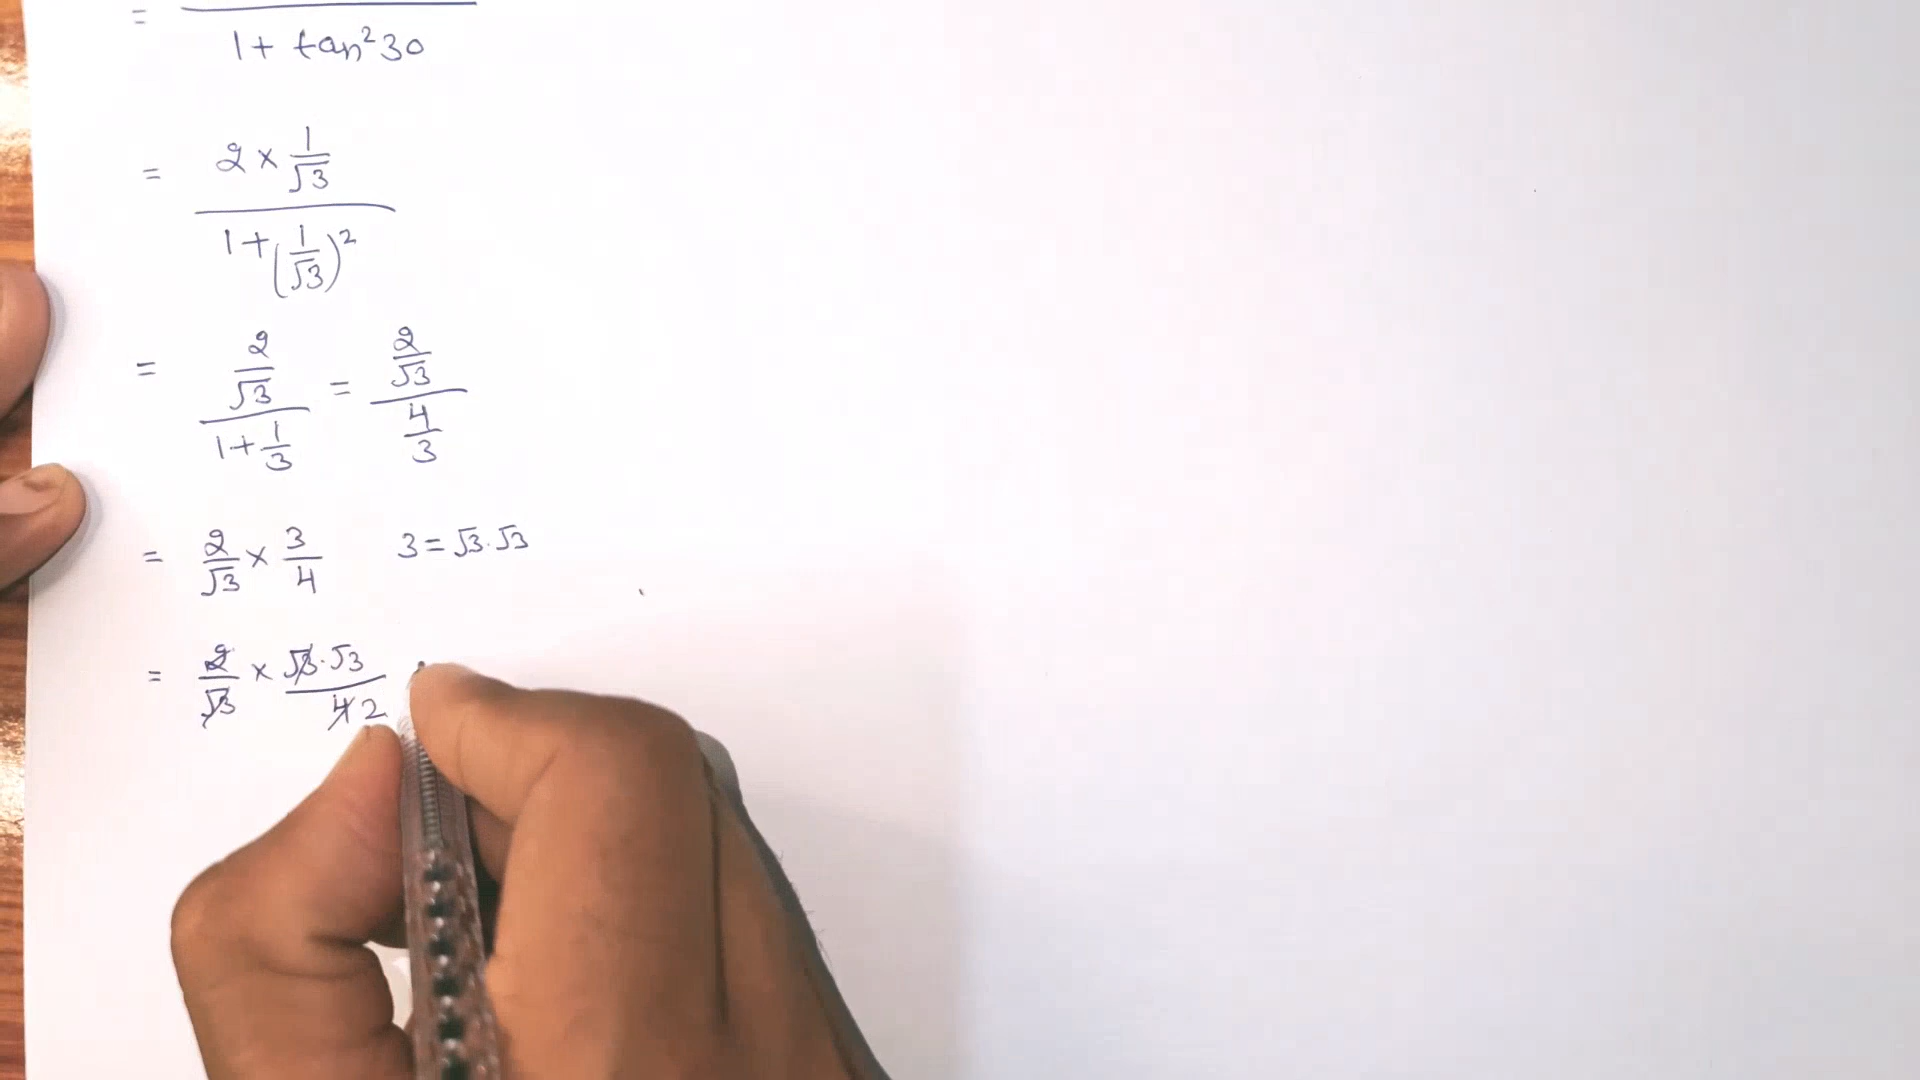 =
1 + tan²30
= 2 × 1/√3
1 + (1/√3)²
= 2/√3 / 1 + 1/3 = 2/√3 / 4/3
= 2/√3 × 3/4 3 = √3·√3
= 2/√3 × √3·√3/4 2